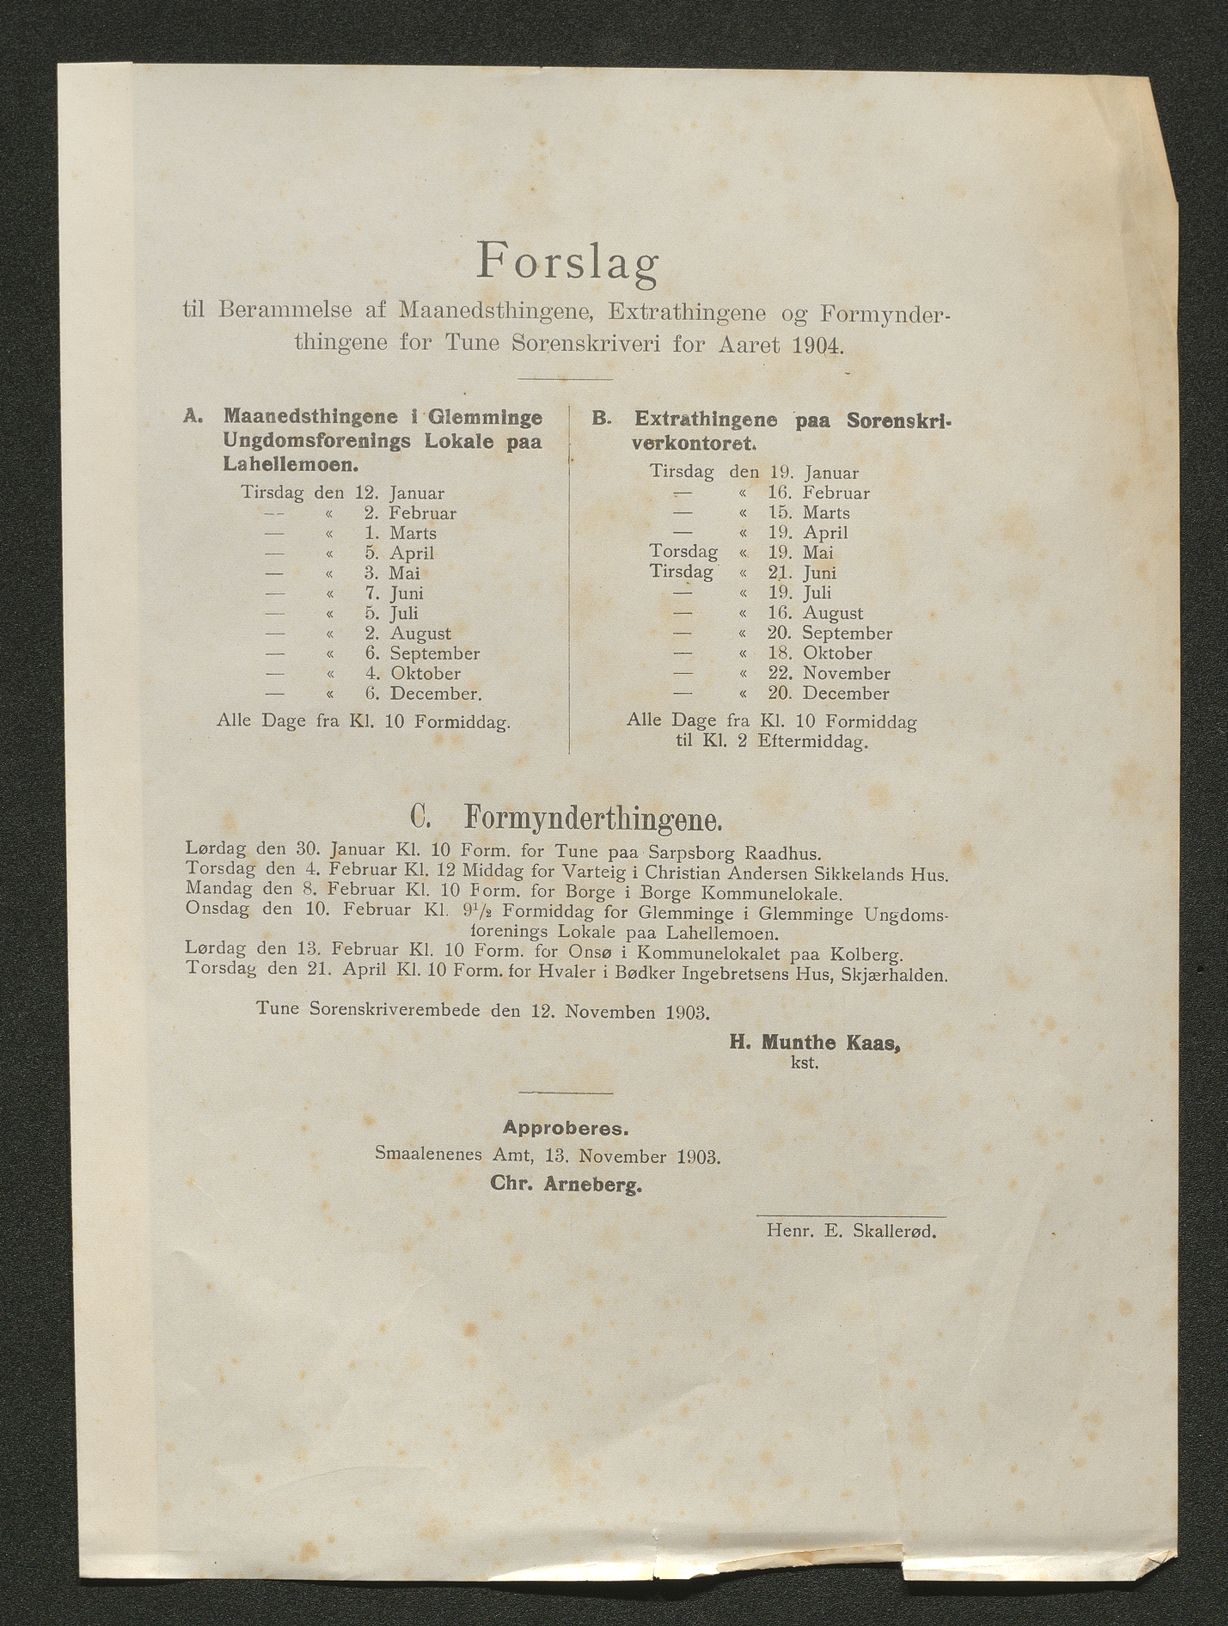 Forslag
til Berammelse af Maanedsthingene, Extrathingene og Formynder-
thingene for Tune Sorenskriveri for Aaret 1904.
A. Maanedsthingene i Glemminge
Ungdomsforenings Lokale paa
Lahellemoen.
Tirsdag den 12. Januar
— « 2. Februar
— « 1. Marts
— « 5. April
— « 3. Mai
— « 7. Juni
— « 5. Juli
— « 2. August
— « 6. September
— « 4. Oktober
— « 6. December.
Alle Dage fra Kl. 10 Formiddag.
B. Extrathingene paa Sorenskri-
verkontoret.
Tirsdag den 19. Januar
— « 16. Februar
— « 15. Marts
— « 19. April
Torsdag « 19. Mai
Tirsdag « 21. Juni
— « 19. Juli
— « 16. August
— « 20. September
— « 18. Oktober
— « 22. November
— « 20. December
Alle Dage fra Kl. 10 Formiddag
til Kl. 2 Eftermiddag.
C. Formynderthingene.
Lørdag den 30. Januar Kl. 10 Form. for Tune paa Sarpsborg Raadhus.
Torsdag den 4. Februar Kl. 12 Middag for Varteig i Christian Andersen Sikkelands Hus.
Mandag den 8. Februar Kl. 10 Form. for Borge i Borge Kommunelokale.
Onsdag den 10. Februar Kl. 9½ Formiddag for Glemminge i Glemminge Ungdoms-
forenings Lokale paa Lahellemoen.
Lørdag den 13. Februar Kl. 10 Form. for Onsø i Kommunelokalet paa Kolberg.
Torsdag den 21. April Kl. 10 Form. for Hvaler i Bødker Ingebretsens Hus, Skjærhalden.
Tune Sorenskriverembede den 12. Novemben 1903.
H. Munthe Kaas,
kst.
Approberes.
Smaalenenes Amt, 13. November 1903.
Chr. Arneberg.
Henr. E. Skallerød.